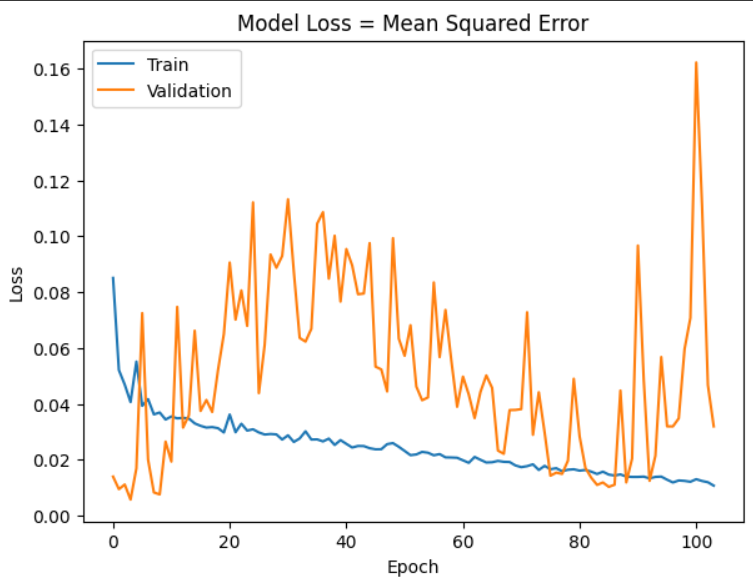 Model Loss = Mean Squared Error
Train
Validation
0.16
0.14
0.12
0.10
0.08
0.06
0.04
0.02
0.00
Loss
0 20 40 60 80 100
Epoch